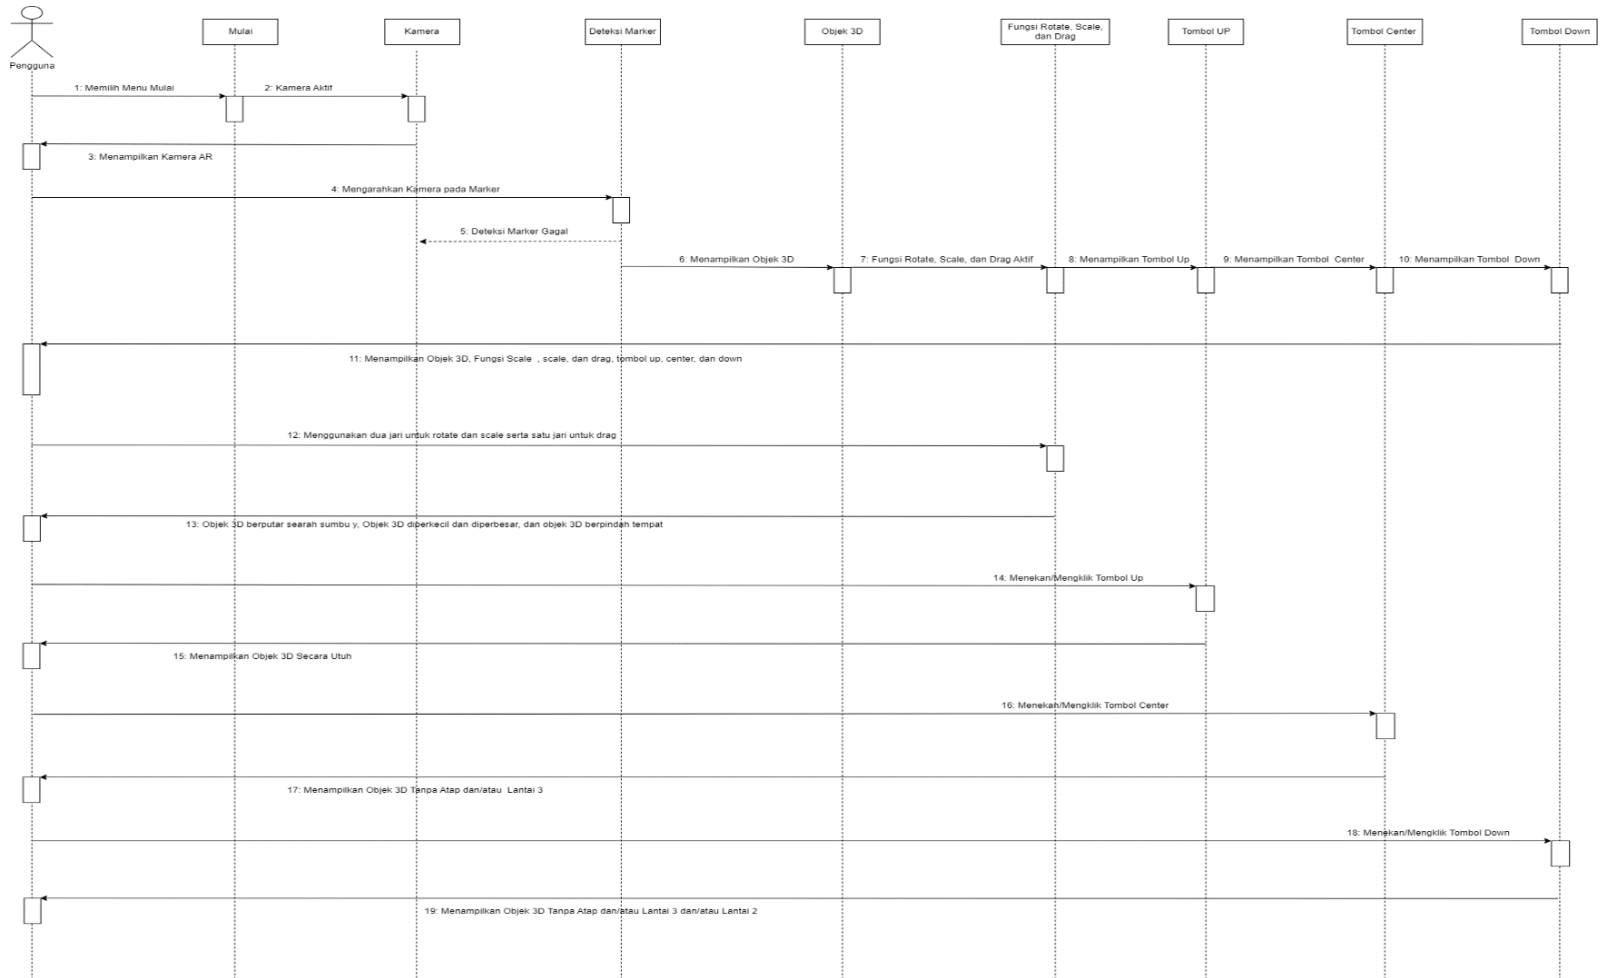 Pengguna
Mulai
Kamera
Deteksi Marker
Objek 3D
Fungsi Rotate, Scale,
dan Drag
Tombol UP
Tombol Center
Tombol Down
1: Memilih Menu Mulai
2: Kamera Aktif
3: Menampilkan Kamera AR
4: Mengarahkan Kamera pada Marker
5: Deteksi Marker Gagal
6: Menampilkan Objek 3D
7: Fungsi Rotate, Scale, dan Drag Aktif
8: Menampilkan Tombol Up
9: Menampilkan Tombol Center
10: Menampilkan Tombol Down
11: Menampilkan Objek 3D, Fungsi Scale , scale, dan drag, tombol up, center, dan down
12: Menggunakan dua jari untuk rotate dan scale serta satu jari untuk drag
13: Objek 3D berputar searah sumbu y, Objek 3D diperkecil dan diperbesar, dan objek 3D berpindah tempat
14: Menekan/Mengklik Tombol Up
15: Menampilkan Objek 3D Secara Utuh
16: Menekan/Mengklik Tombol Center
17: Menampilkan Objek 3D Tanpa Atap dan/atau Lantai 3
18: Menekan/Mengklik Tombol Down
19: Menampilkan Objek 3D Tanpa Atap dan/atau Lantai 3 dan/atau Lantai 2